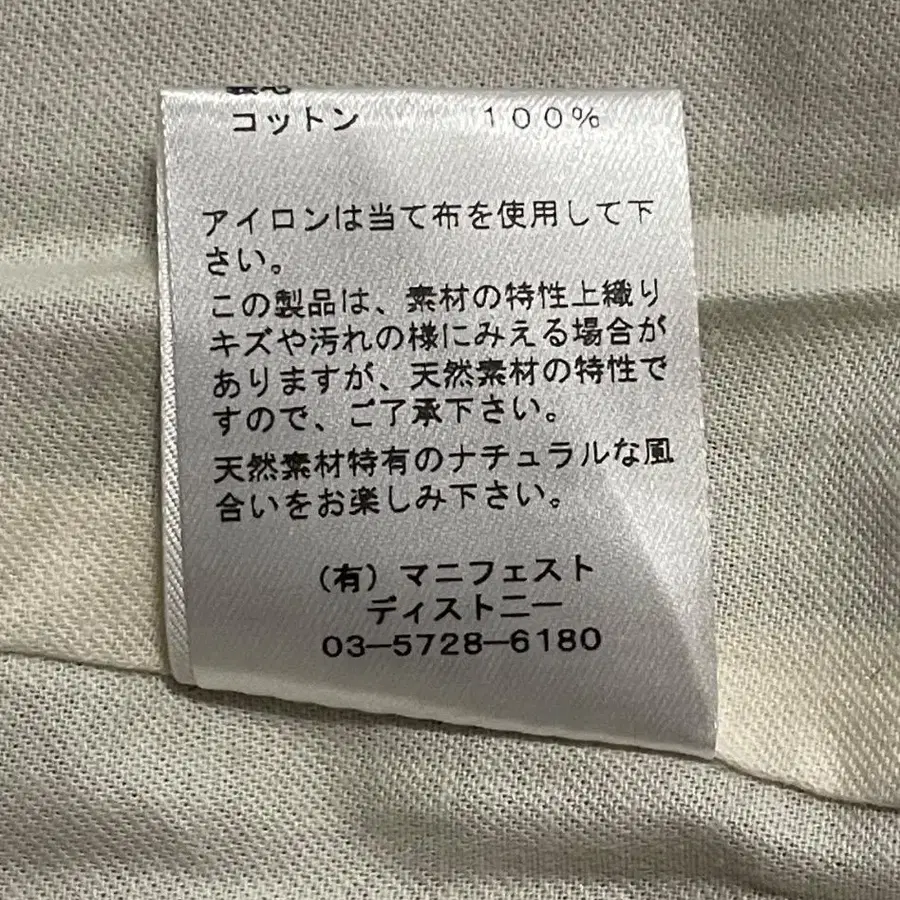 コットン 100%
アイロンは当て布を使用して下
さい。
この製品は、素材の特性上織り
キズや汚れの様にみえる場合が
ありますが、天然素材の特性で
すので、ご了承下さい。
天然素材特有のナチュラルな風
合いをお楽しみ下さい。
(有) マニフェスト
ディストニー
03-5728-6180